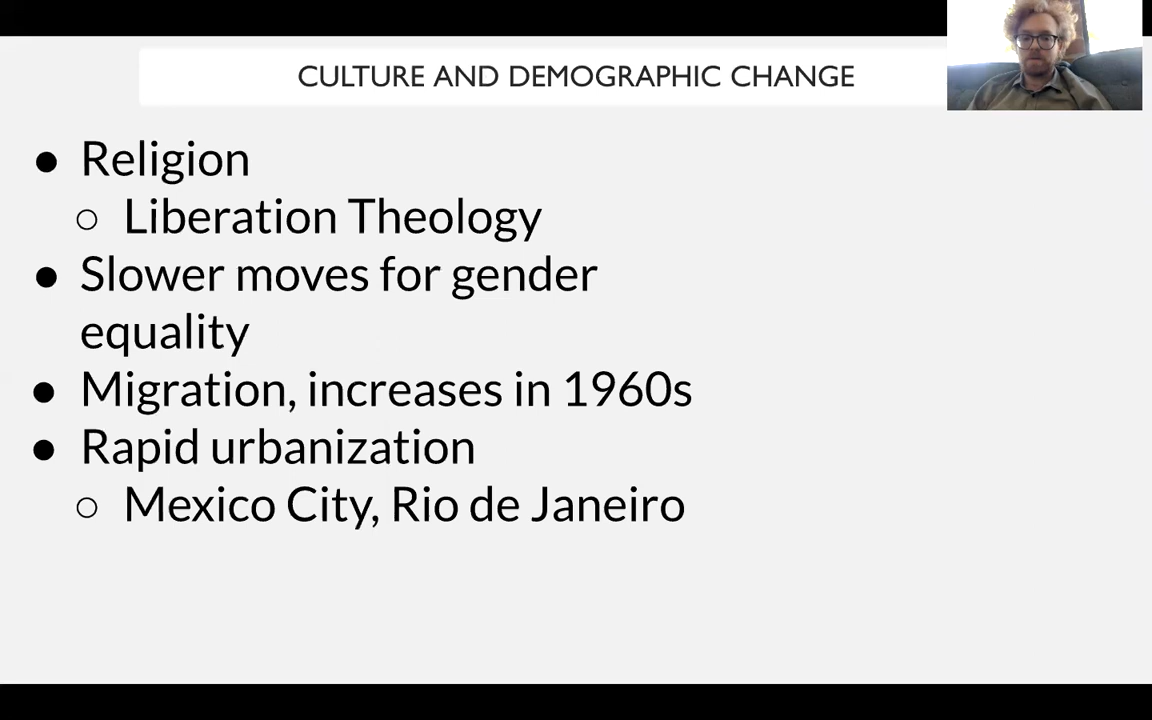 CULTURE AND DEMOGRAPHIC CHANGE
● Religion
○ Liberation Theology
● Slower moves for gender
equality
● Migration, increases in 1960s
● Rapid urbanization
○ Mexico City, Rio de Janeiro